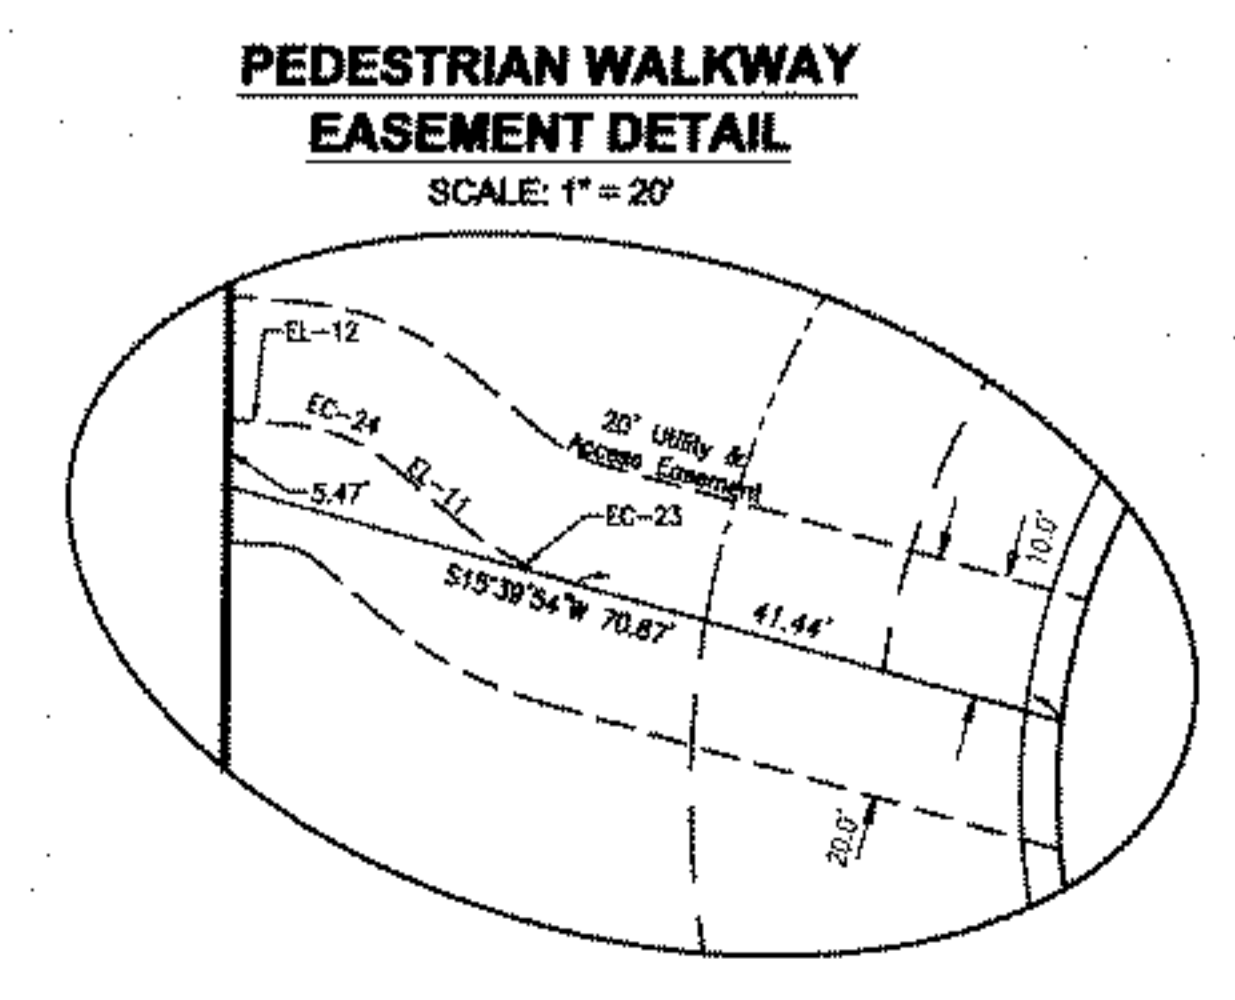 PEDESTRIAN WALKWAY
EASEMENT DETAIL
SCALE: 1" = 20'
EL-12
EC-24
EL-11
5.47'
20' Utility &
Access Easement
EC-23
10.0'
S15°39'54"W 70.87'
41.44'
20.0'